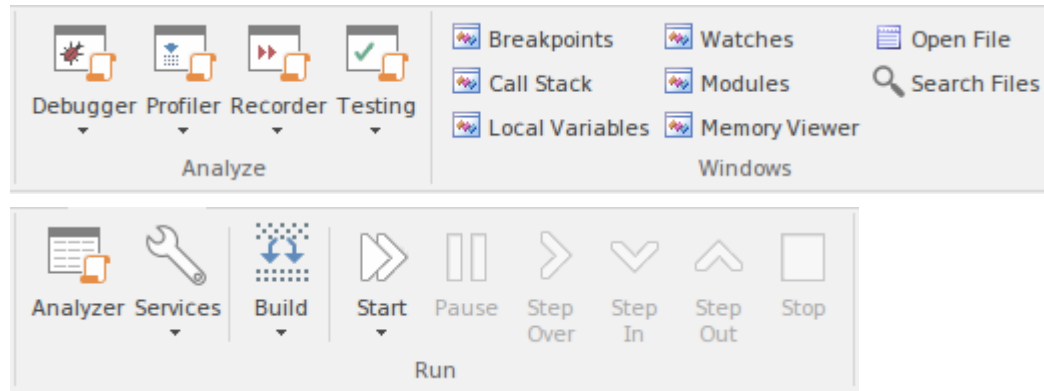 Debugger Profiler Recorder Testing
Analyze
Breakpoints Watches Open File
Call Stack Modules Search Files
Local Variables Memory Viewer
Windows
Analyzer Services Build Start Pause Step Over Step In Step Out Stop
Run